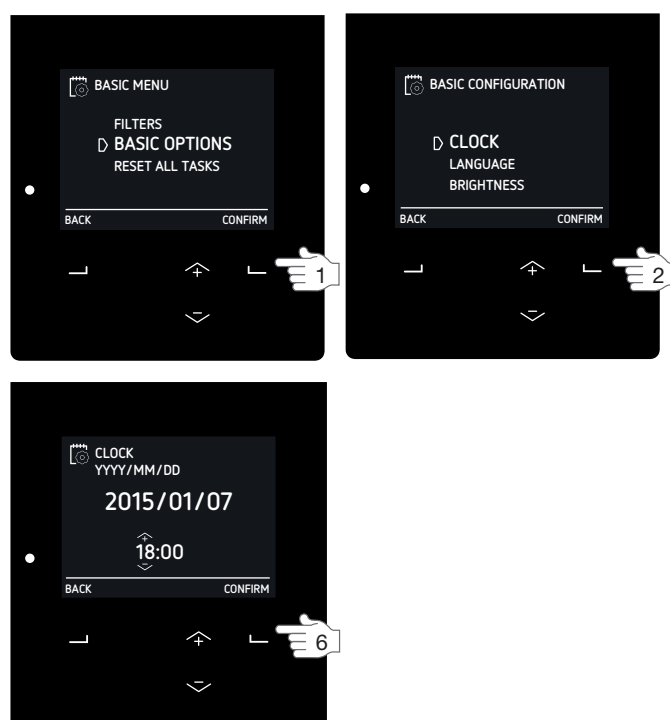 BASIC MENU
FILTERS
BASIC OPTIONS
RESET ALL TASKS
BACK CONFIRM
1
BASIC CONFIGURATION
CLOCK
LANGUAGE
BRIGHTNESS
BACK CONFIRM
2
CLOCK
YYYY/MM/DD
2015/01/07
18:00
BACK CONFIRM
6